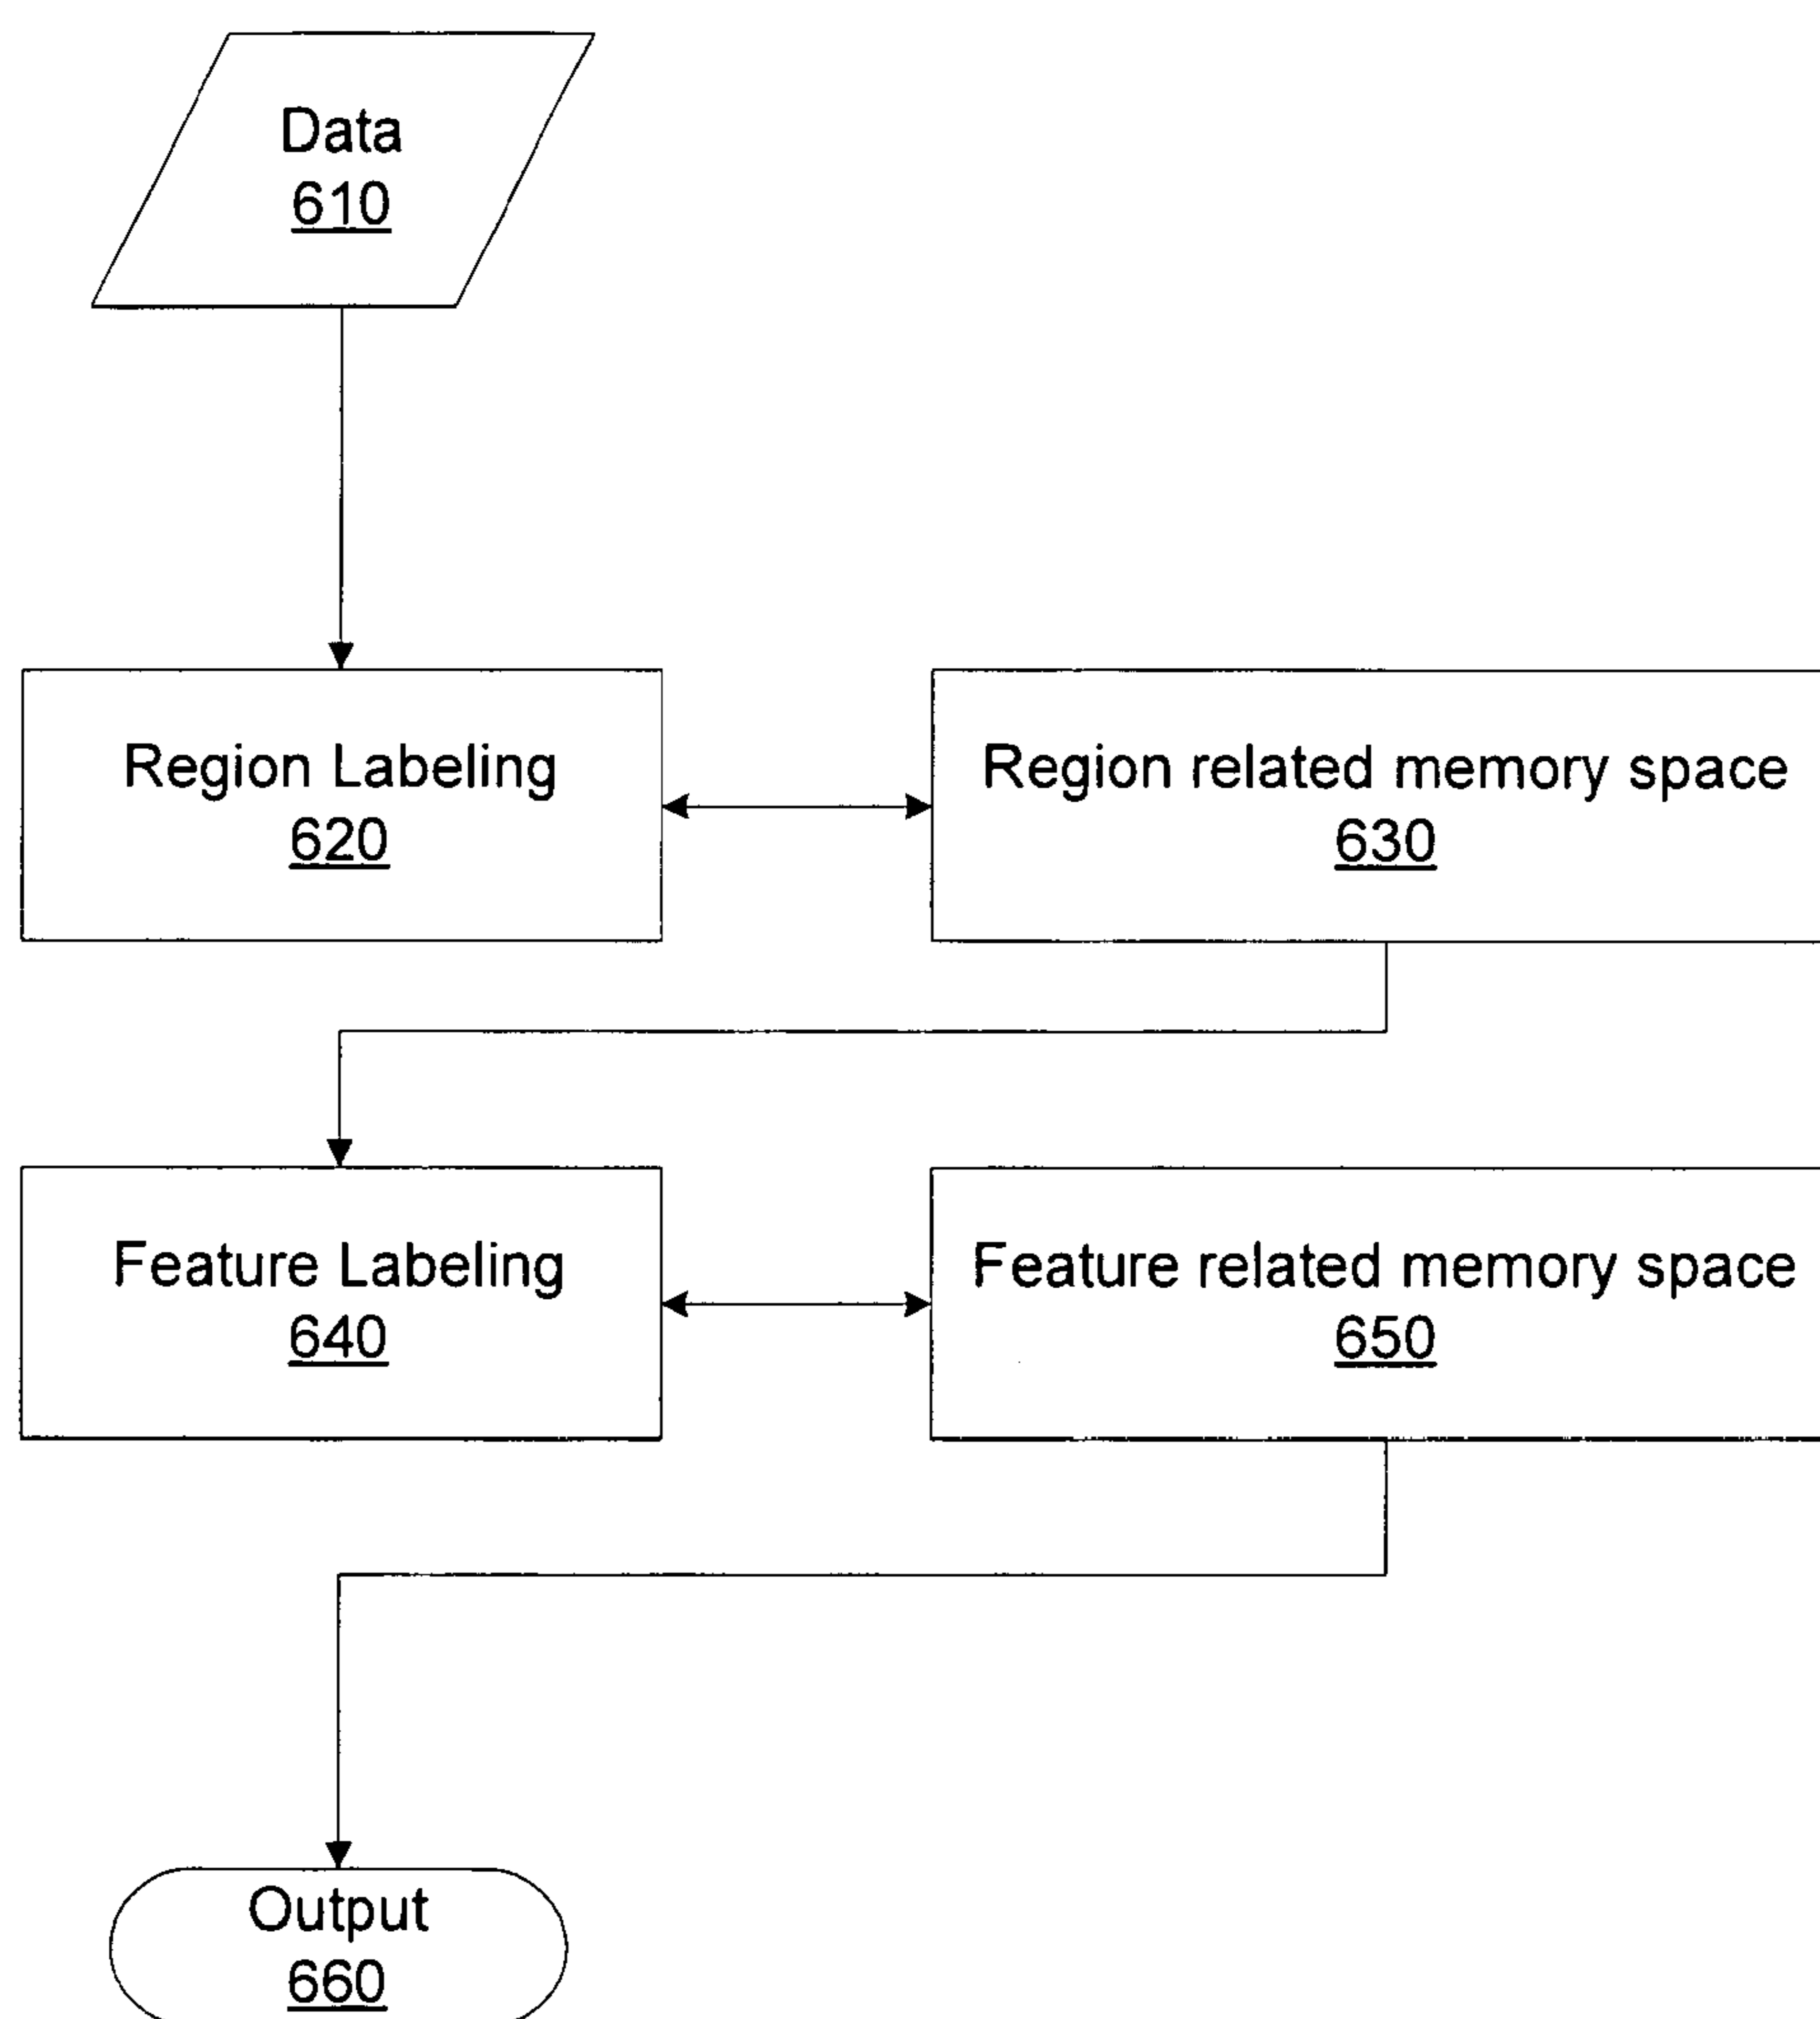 Data
610
Region Labeling
620
Region related memory space
630
Feature Labeling
640
Feature related memory space
650
Output
660